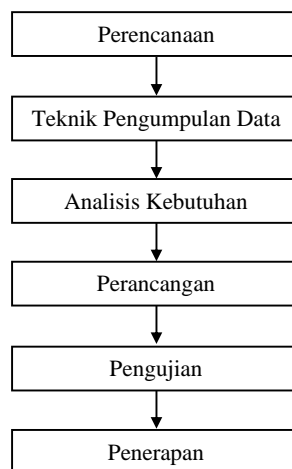 Perencanaan
Teknik Pengumpulan Data
Analisis Kebutuhan
Perancangan
Pengujian
Penerapan